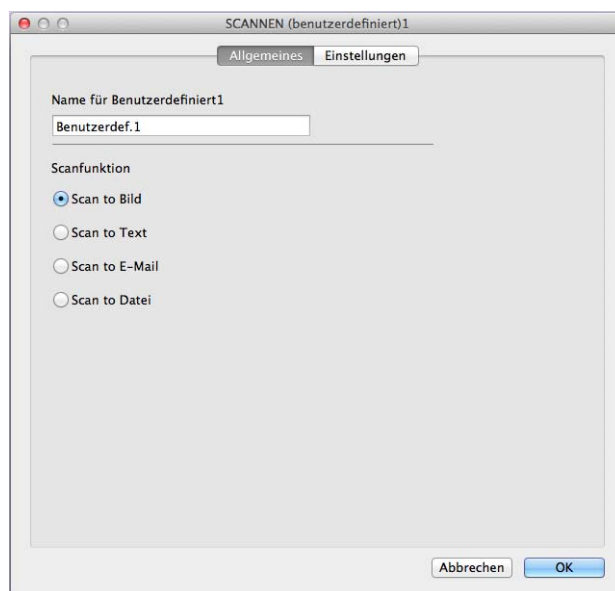 SCANNEN (benutzerdefiniert)1
Allgemeines Einstellungen
Name für Benutzerdefiniert1
Benutzerdef.1
Scanfunktion
Scan to Bild
Scan to Text
Scan to E-Mail
Scan to Datei
Abbrechen OK